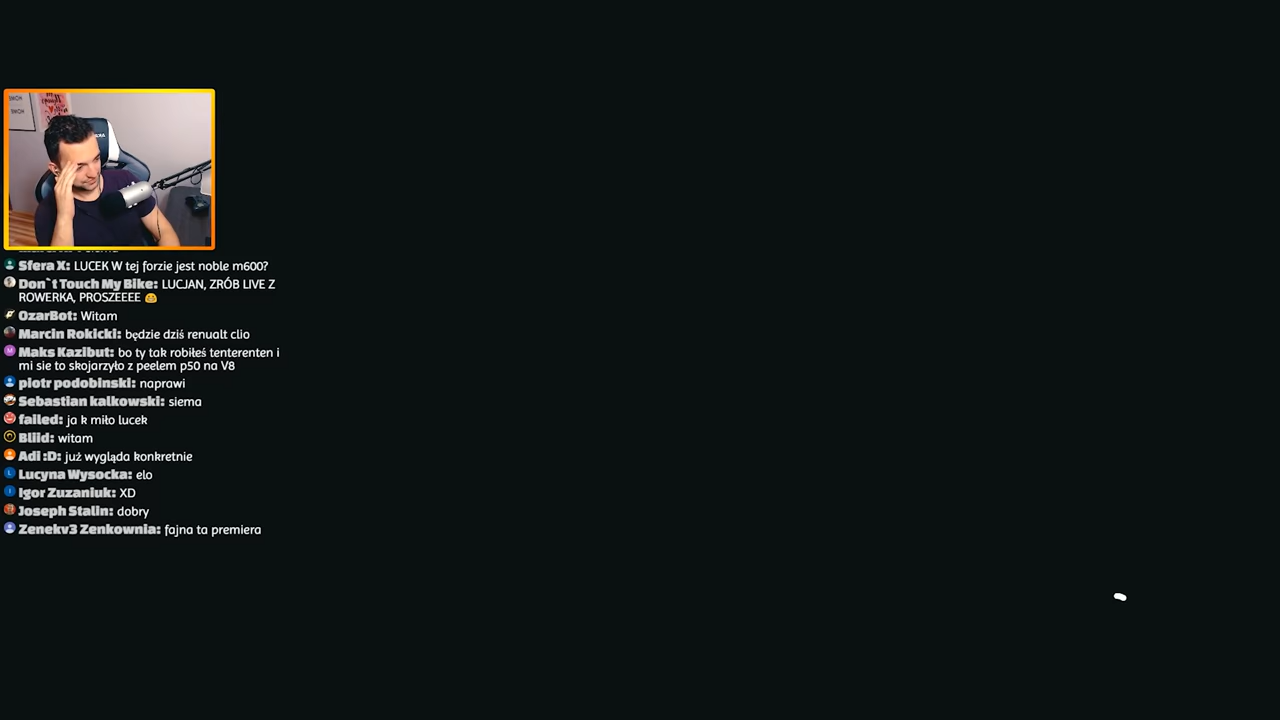 Sfera X: LUCEK W tej forzie jest noble m600?
Don`t Touch My Bike: LUCJAN, ZRÓB LIVE Z
ROWERKA, PROSZEEEE
OzarBot: Witam
Marcin Rokicki: będzie dziś renualt clio
Maks Kazibut: bo ty tak robiłeś tenterenten i
mi sie to skojarzyło z peelem p50 na V8
piotr podobinski: naprawi
Sebastian kalkowski: siema
failed: ja k miło lucek
Bliid: witam
Adi :D: już wygląda konkretnie
Lucyna Wysocka: elo
Igor Zuzaniuk: XD
Joseph Stalin: dobry
Zenekv3 Zenkownia: fajna ta premiera